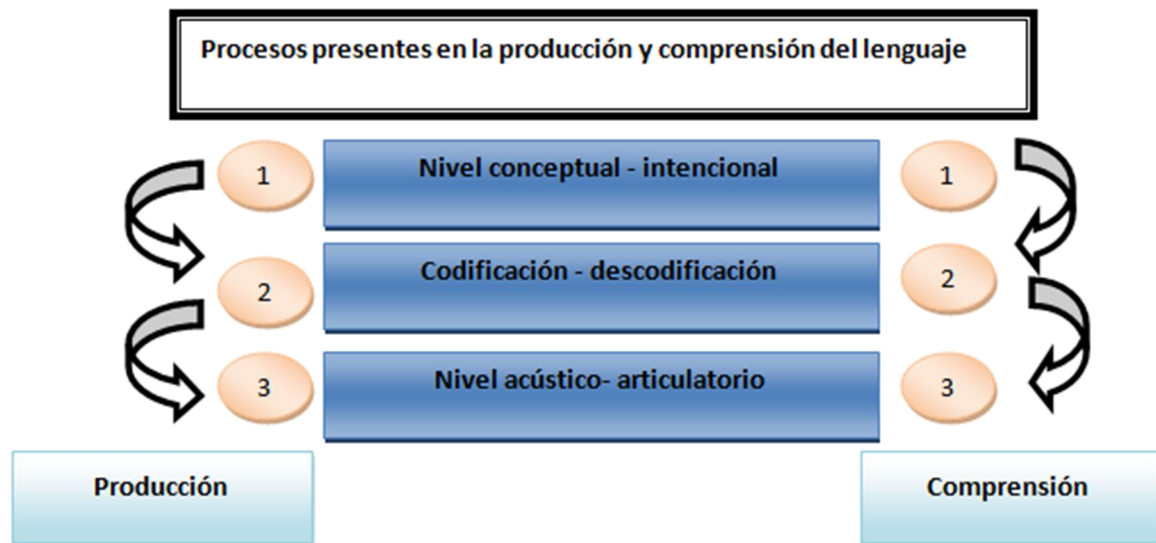 Procesos presentes en la producción y comprensión del lenguaje
1
Nivel conceptual - intencional
1
2
Codificación - descodificación
2
3
Nivel acústico- articulatorio
3
Producción
Comprensión